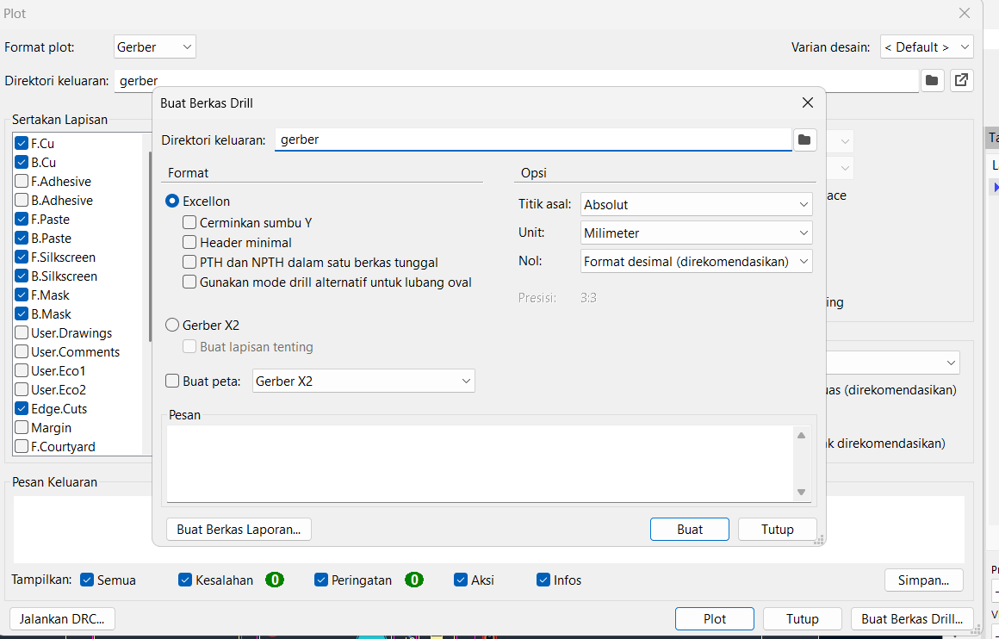 Plot
Format plot: Gerber Varian desain: < Default >
Direktori keluaran: gerber
Sertakan Lapisan
F.Cu
B.Cu
F.Adhesive
B.Adhesive
F.Paste
B.Paste
F.Silkscreen
B.Silkscreen
F.Mask
B.Mask
User.Drawings
User.Comments
User.Eco1
User.Eco2
Edge.Cuts
Margin
F.Courtyard
Buat Berkas Drill
Direktori keluaran: gerber
Format
Excellon
Cerminkan sumbu Y
Header minimal
PTH dan NPTH dalam satu berkas tunggal
Gunakan mode drill alternatif untuk lubang oval
Gerber X2
Buat lapisan tenting
Buat peta: Gerber X2
Opsi
Titik asal: Absolut
Unit: Milimeter
Nol: Format desimal (direkomendasikan)
Presisi: 3:3
Pesan
Buat Berkas Laporan... Buat Tutup
ace
ing
(direkomendasikan)
direkomendasikan)
Pesan Keluaran
Tampilkan: Semua Kesalahan 0 Peringatan 0 Aksi Infos Simpan...
Jalankan DRC... Plot Tutup Buat Berkas Drill...